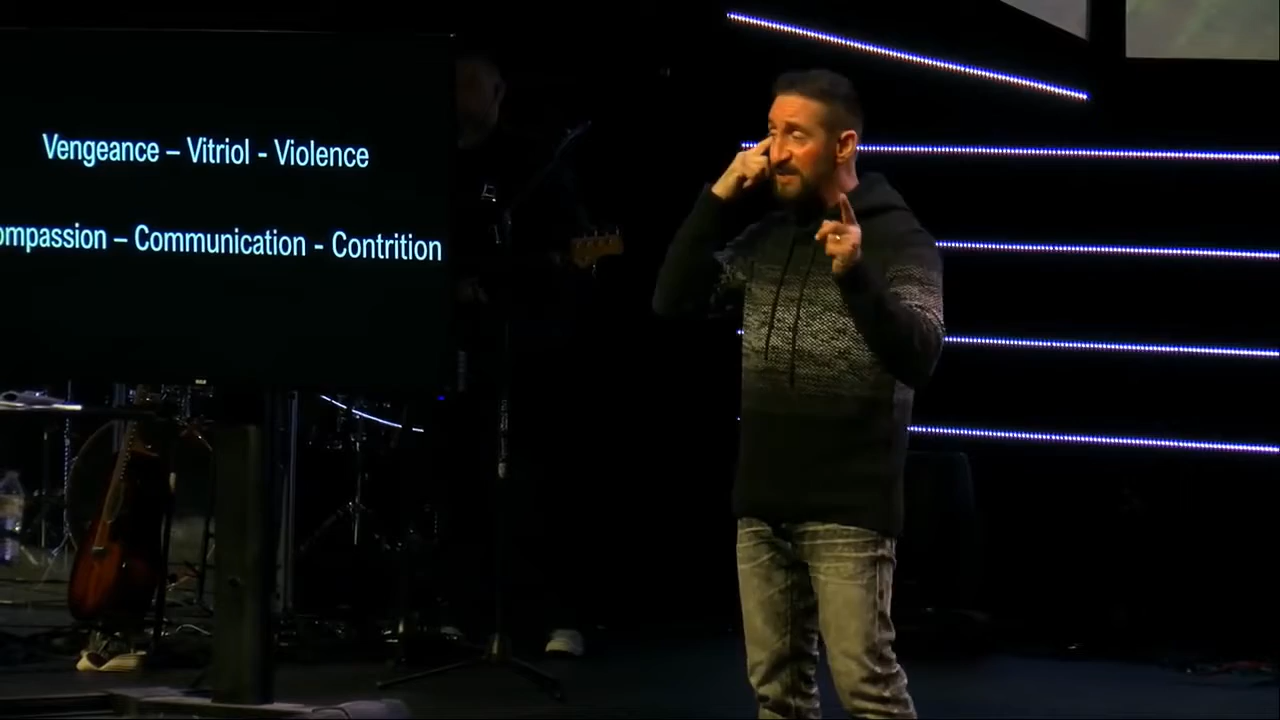 Vengeance – Vitriol - Violence
ompassion – Communication - Contrition